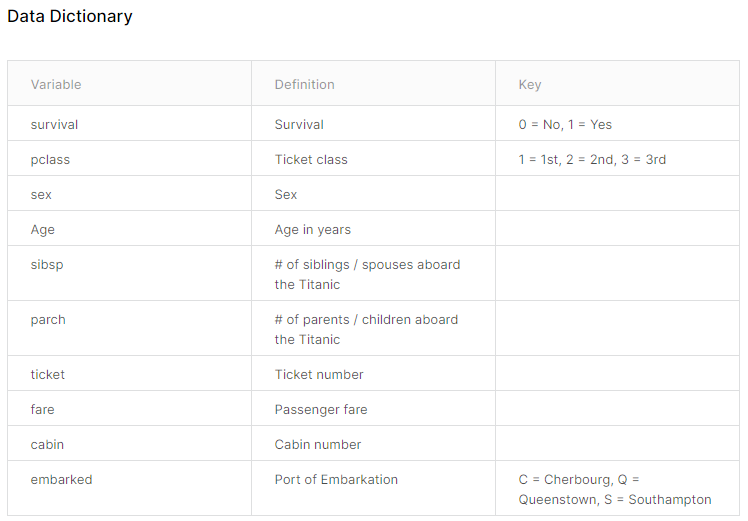 Data Dictionary
Variable Definition Key
survival Survival 0 = No, 1 = Yes
pclass Ticket class 1 = 1st, 2 = 2nd, 3 = 3rd
sex Sex
Age Age in years
sibsp # of siblings / spouses aboard
the Titanic
parch # of parents / children aboard
the Titanic
ticket Ticket number
fare Passenger fare
cabin Cabin number
embarked Port of Embarkation C = Cherbourg, Q =
Queenstown, S = Southampton